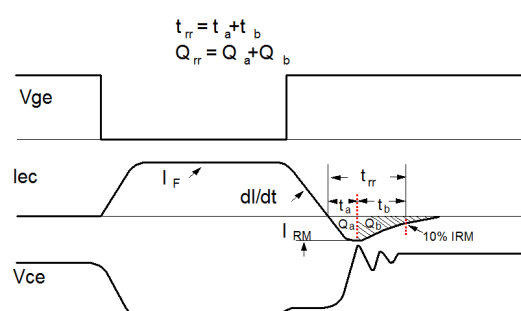 t rr = t a+t b
Q rr = Q a+Q b
Vge
Iec
I F
dI/dt
t rr
t a
t b
Q a
Q b
I RM
10% IRM
Vce